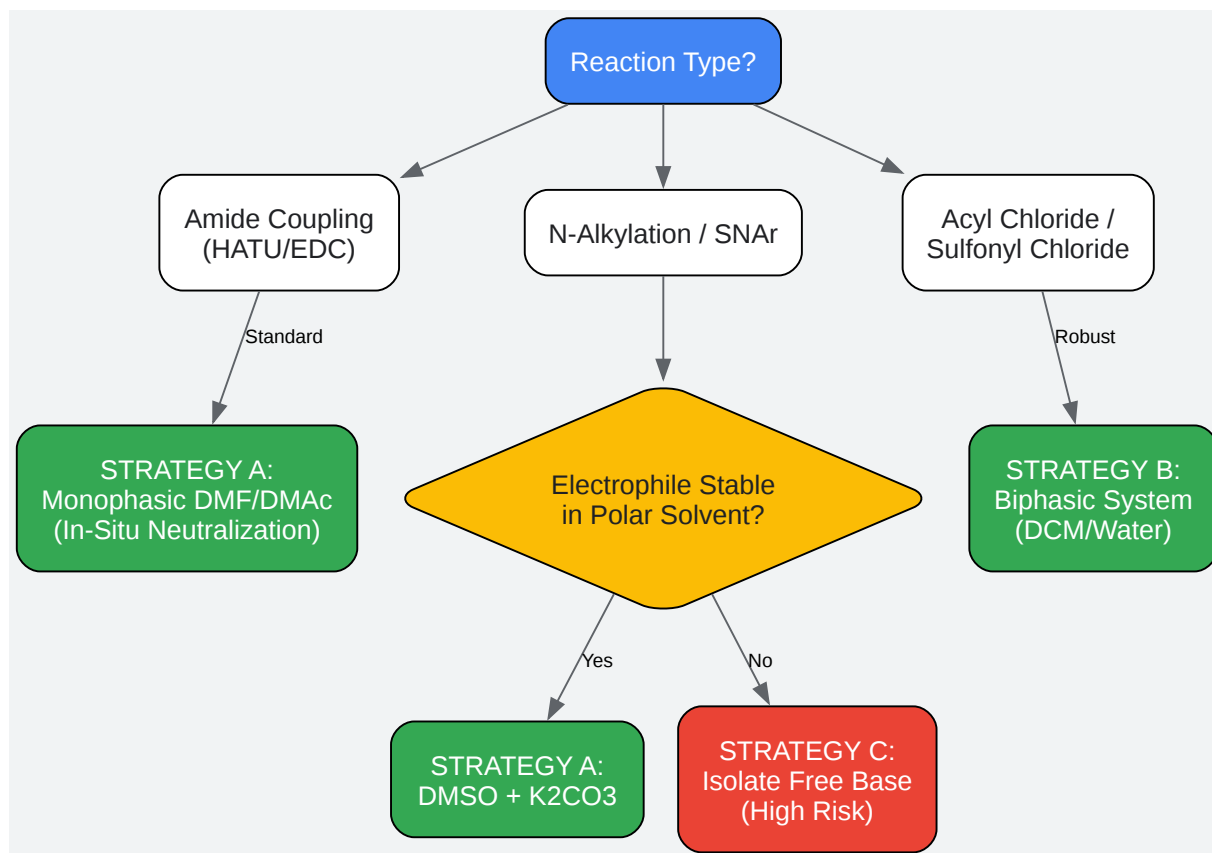 Reaction Type?
Amide Coupling
(HATU/EDC)
N-Alkylation / SNAr
Acyl Chloride /
Sulfonyl Chloride
Standard
Robust
STRATEGY A:
Monophasic DMF/DMAc
(In-Situ Neutralization)
Electrophile Stable
in Polar Solvent?
STRATEGY B:
Biphasic System
(DCM/Water)
Yes
No
STRATEGY A:
DMSO + K2CO3
STRATEGY C:
Isolate Free Base
(High Risk)